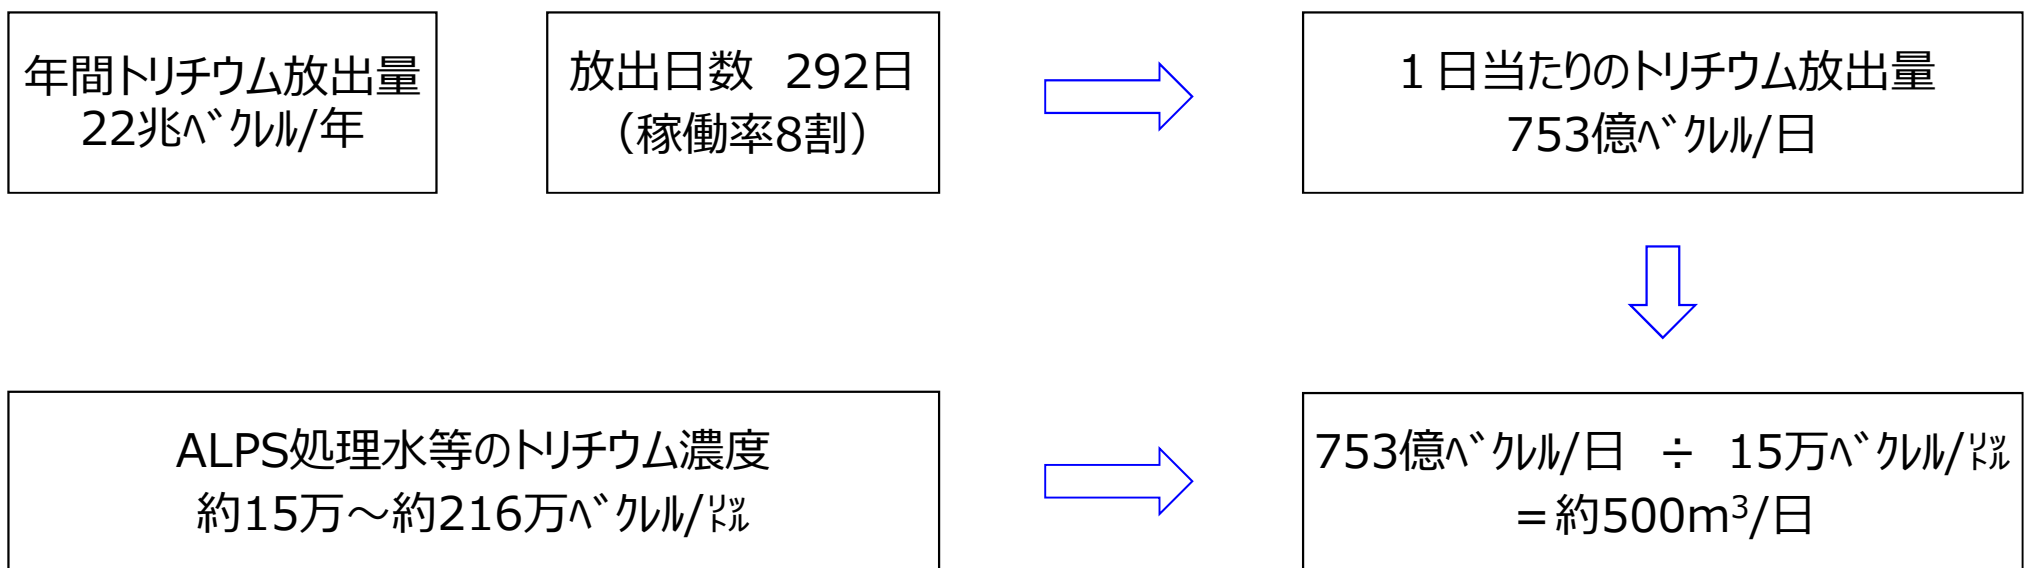 年間トリチウム放出量
22兆ﾍﾞｸﾚﾙ/年
放出日数　292日
（稼働率8割）
1日当たりのトリチウム放出量
753億ﾍﾞｸﾚﾙ/日
ALPS処理水等のトリチウム濃度
約15万～約216万ﾍﾞｸﾚﾙ/㍑
753億ﾍﾞｸﾚﾙ/日　÷　15万ﾍﾞｸﾚﾙ/㍑
＝約500m³/日